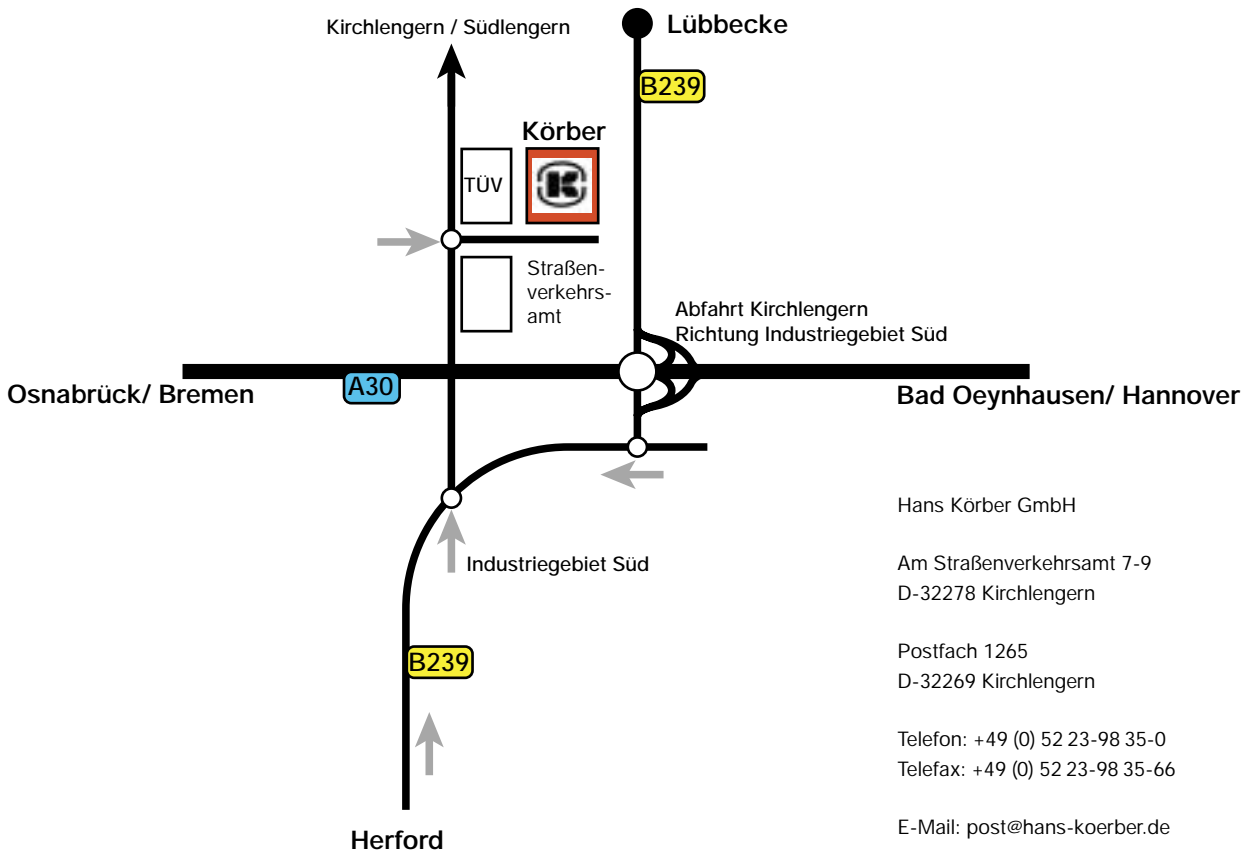 Kirchlengern / Südlengern
Lübbecke
B239
Körber
TÜV
K
Straßen-
verkehrs-
amt
Abfahrt Kirchlengern
Richtung Industriegebiet Süd
Osnabrück/ Bremen
A30
Bad Oeynhausen/ Hannover
Industriegebiet Süd
B239
Herford
Hans Körber GmbH
Am Straßenverkehrsamt 7-9
D-32278 Kirchlengern
Postfach 1265
D-32269 Kirchlengern
Telefon: +49 (0) 52 23-98 35-0
Telefax: +49 (0) 52 23-98 35-66
E-Mail: post@hans-koerber.de